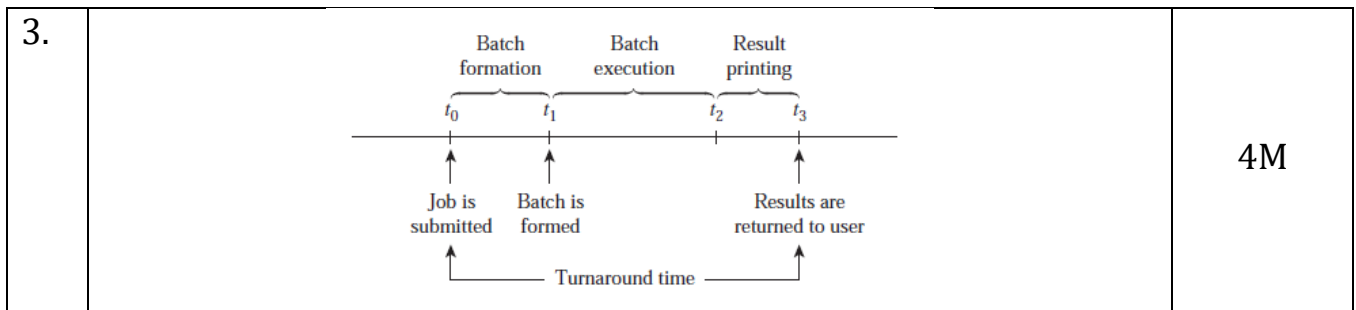 3.
Batch formation
Batch execution
Result printing
t0
t1
t2
t3
4M
Job is submitted
Batch is formed
Results are returned to user
Turnaround time